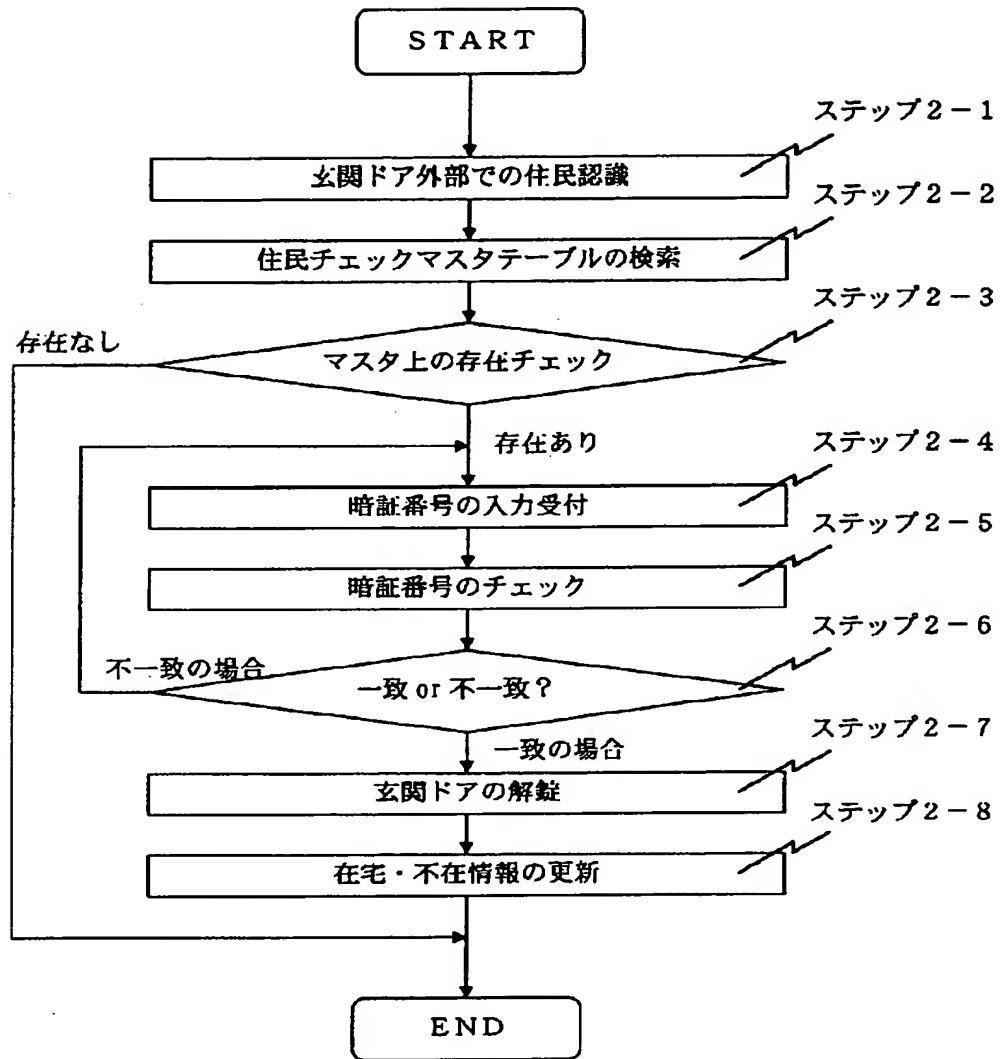 START
ステップ2-1
玄関ドア外部での住民認識
ステップ2-2
住民チェックマスタテーブルの検索
ステップ2-3
存在なし
マスタ上の存在チェック
存在あり
ステップ2-4
暗証番号の入力受付
ステップ2-5
暗証番号のチェック
ステップ2-6
不一致の場合
一致 or 不一致?
ステップ2-7
一致の場合
玄関ドアの解錠
ステップ2-8
在宅・不在情報の更新
END